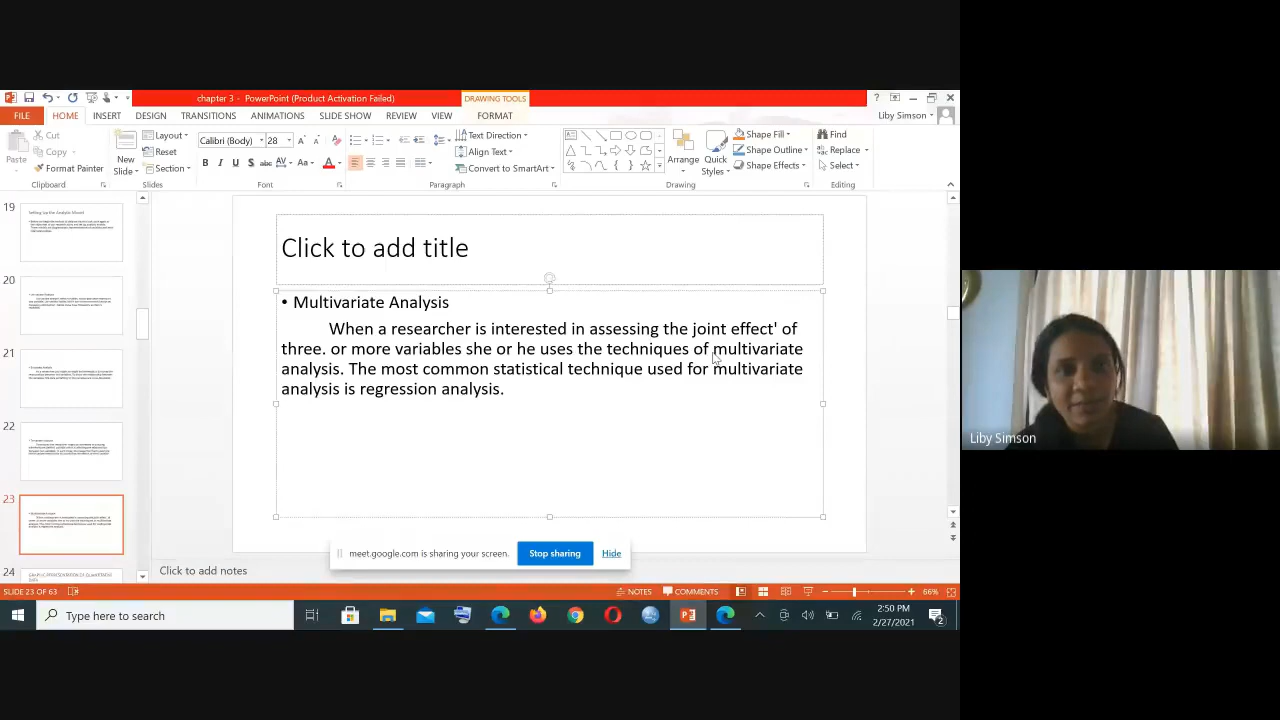 chapter 3 - PowerPoint (Product Activation Failed)
DRAWING TOOLS
FILE HOME INSERT DESIGN TRANSITIONS ANIMATIONS SLIDE SHOW REVIEW VIEW FORMAT
Liby Simson
Paste
Cut
Copy
Format Painter
Clipboard
New
Slide
Layout
Reset
Section
Slides
Calibri (Body) 28
B I U S abc AV Aa A
Font
Text Direction
Align Text
Convert to SmartArt
Paragraph
Arrange
Quick
Styles
Shape Fill
Shape Outline
Shape Effects
Drawing
Find
Replace
Select
Editing
19
20
21
22
23
24
Click to add title
• Multivariate Analysis
When a researcher is interested in assessing the joint effect' of
three. or more variables she or he uses the techniques of multivariate
analysis. The most common statistical technique used for multivariate
analysis is regression analysis.
meet.google.com is sharing your screen.
Stop sharing
Hide
Click to add notes
SLIDE 23 OF 63
NOTES
COMMENTS
66%
Type here to search
2:50 PM
2/27/2021
2
Liby Simson